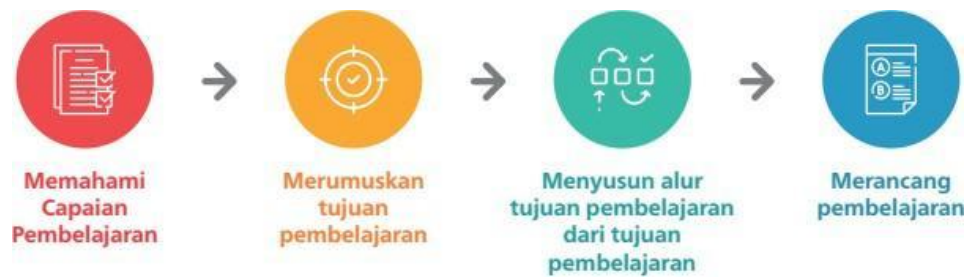 Memahami
Capaian
Pembelajaran
Merumuskan
tujuan
pembelajaran
Menyusun alur
tujuan pembelajaran
dari tujuan
pembelajaran
Merancang
pembelajaran
A
B